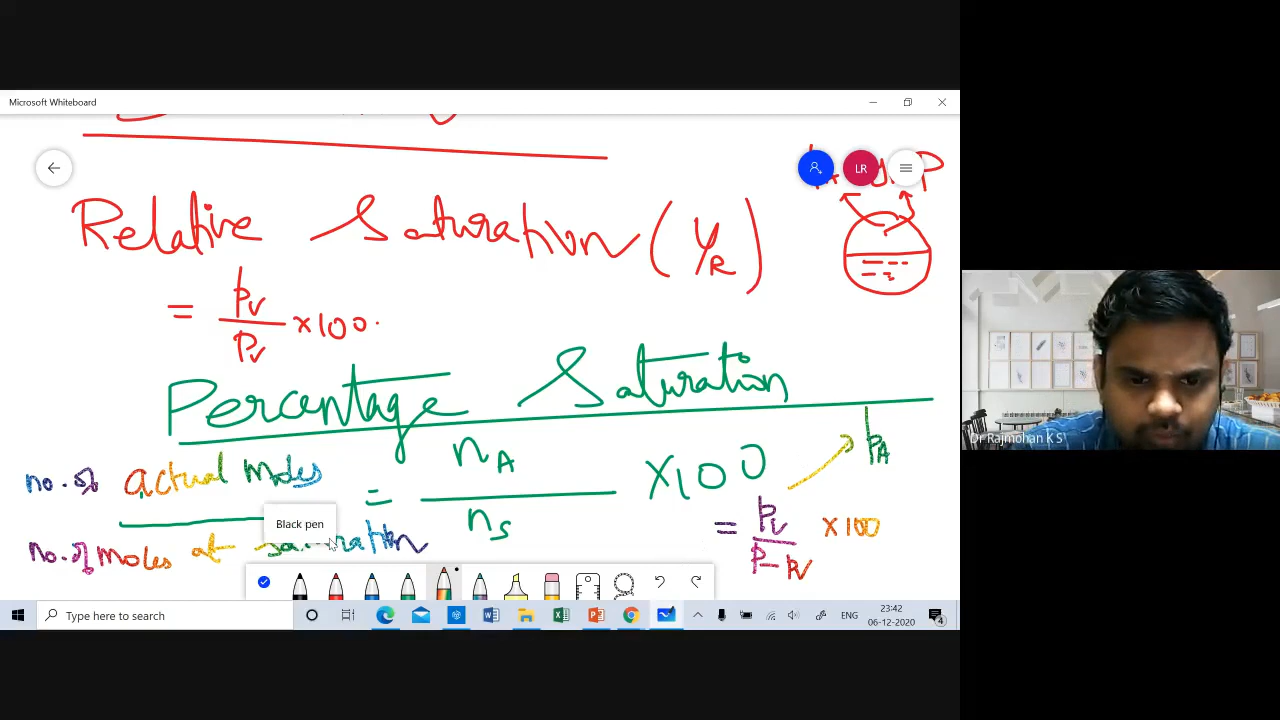 Microsoft Whiteboard
LR
P
Relative Saturation (yR)
= pv/Pv ×100.
Percentage Saturation
pA
no. of actual moles
no. of moles at saturation
= nA/nS ×100
= pv/P-pv ×100
Black pen
Dr Rajmohan K S
Type here to search
ENG
23:42
06-12-2020
4